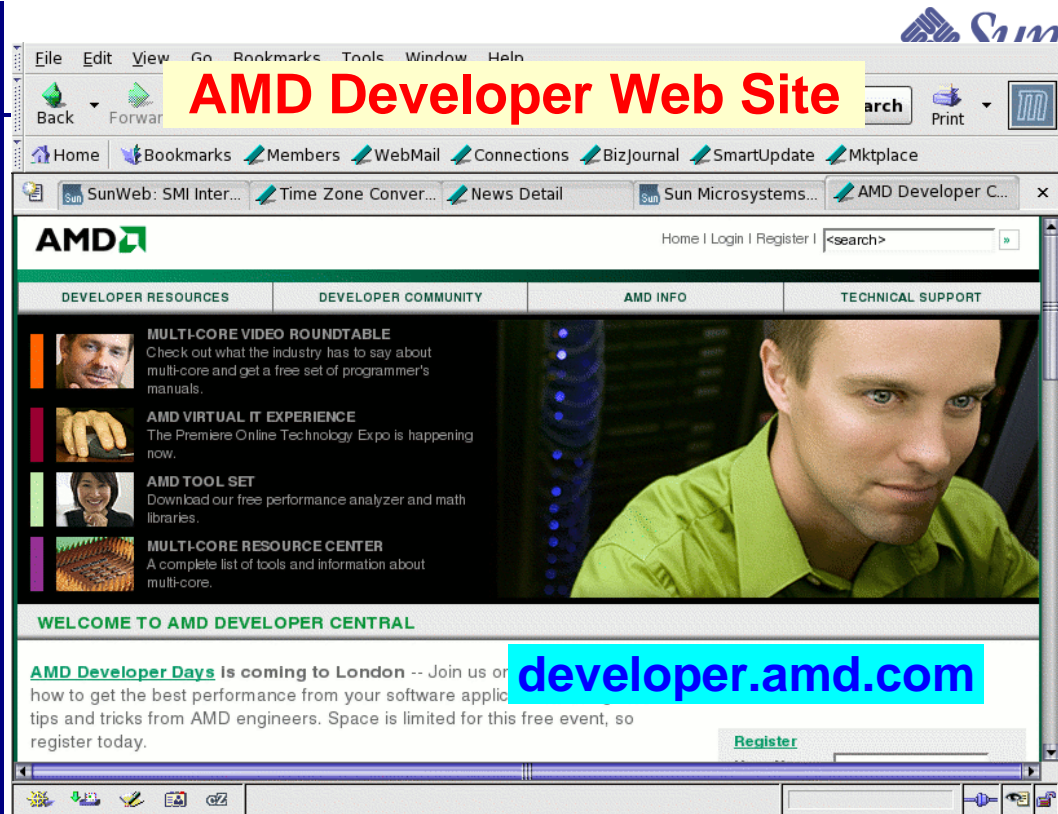 Sun
File Edit View Go Bookmarks Tools Window Help
AMD Developer Web Site
Back
Print
Home Bookmarks Members WebMail Connections BizJournal SmartUpdate Mktplace
SunWeb: SMI Inter... Time Zone Conver... News Detail Sun Microsystems... AMD Developer C...
AMD
Home I Login I Register I <search> »
DEVELOPER RESOURCES DEVELOPER COMMUNITY AMD INFO TECHNICAL SUPPORT
MULTI-CORE VIDEO ROUNDTABLE
Check out what the industry has to say about
multi-core and get a free set of programmer's
manuals.
AMD VIRTUAL IT EXPERIENCE
The Premiere Online Technology Expo is happening
now.
AMD TOOL SET
Download our free performance analyzer and math
libraries.
MULTI-CORE RESOURCE CENTER
A complete list of tools and information about
multi-core.
WELCOME TO AMD DEVELOPER CENTRAL
AMD Developer Days is coming to London -- Join us
developer.amd.com
how to get the best performance from your software
tips and tricks from AMD engineers. Space is limited for this free event, so
register today.
Register